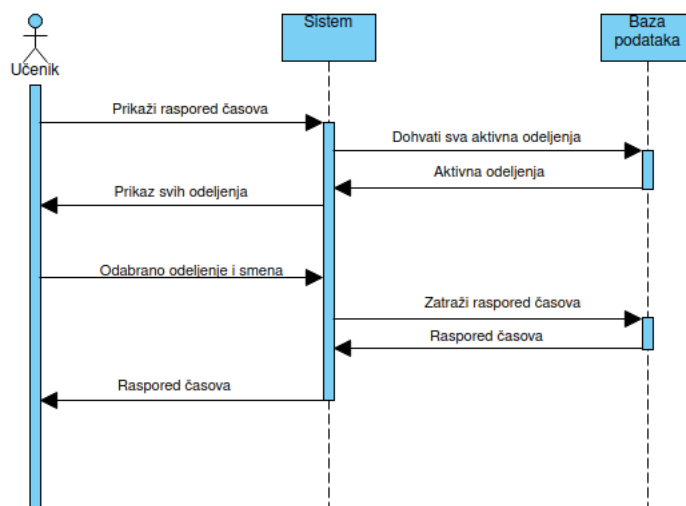 Sistem
Baza
podataka
Učenik
Prikaži raspored časova
Dohvati sva aktivna odeljenja
Aktivna odeljenja
Prikaz svih odeljenja
Odabrano odeljenje i smena
Zatraži raspored časova
Raspored časova
Raspored časova